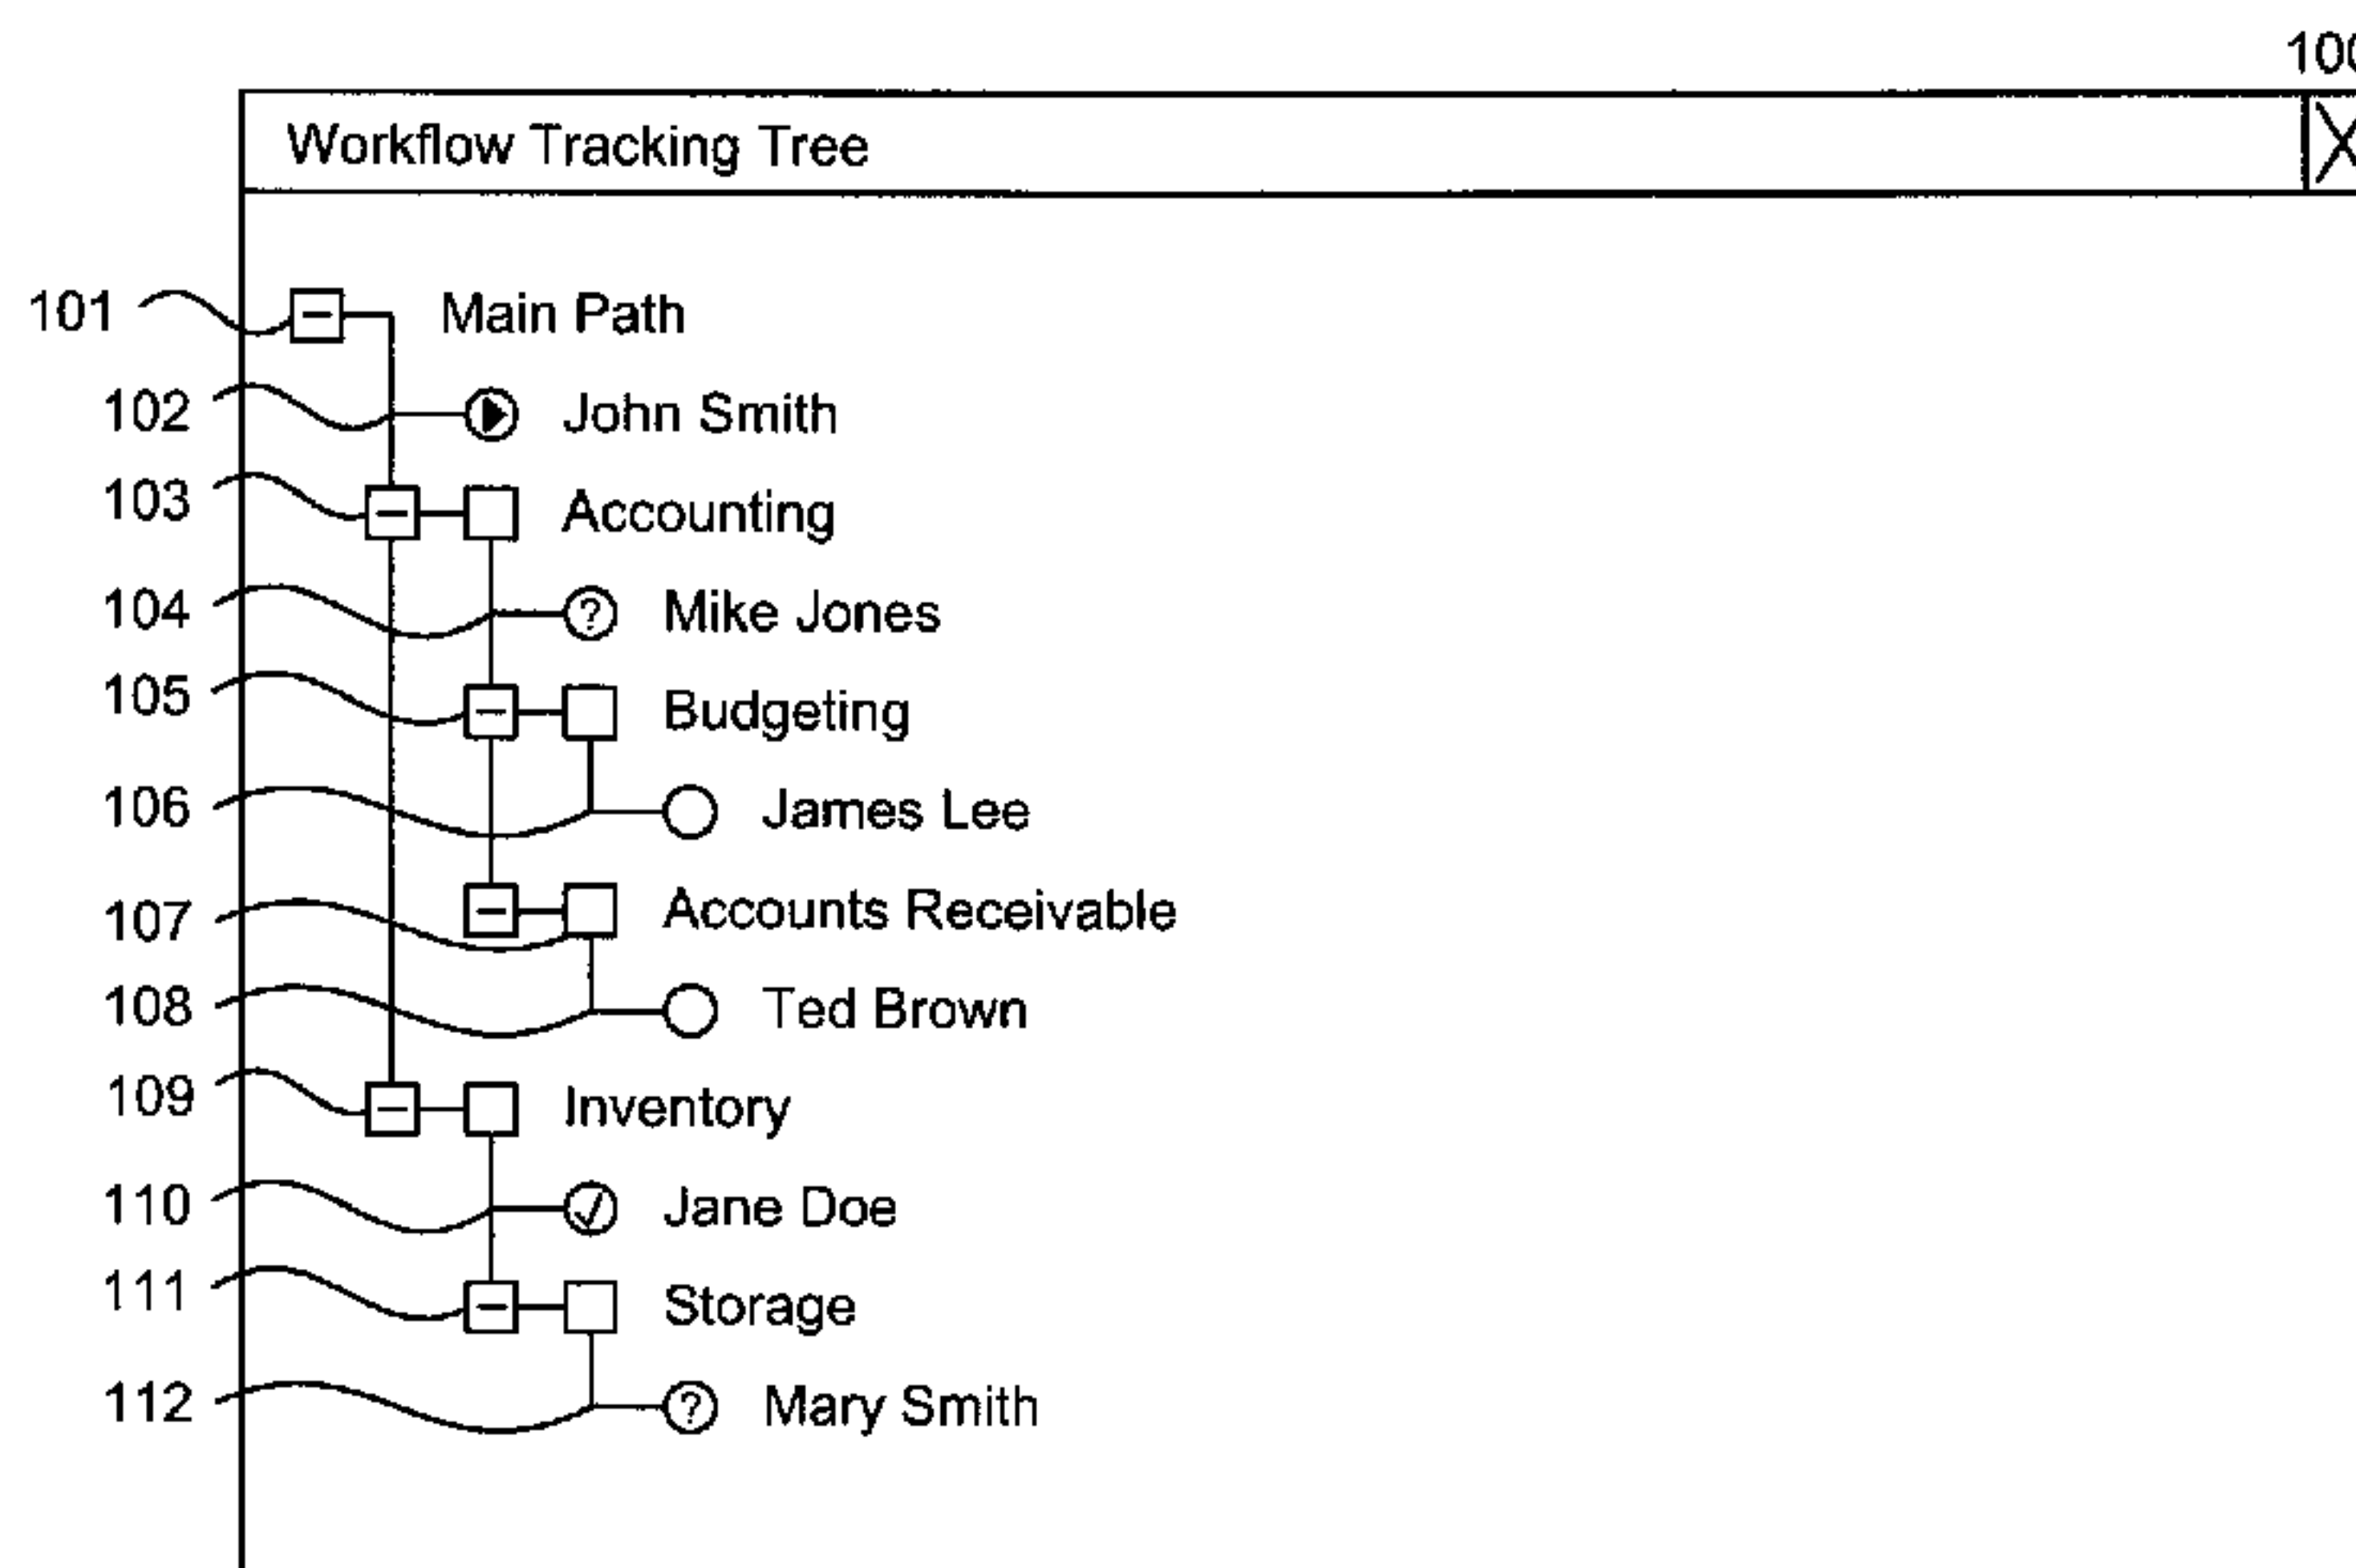 100
Workflow Tracking Tree
101 Main Path
102 John Smith
103 Accounting
104 ? Mike Jones
105 Budgeting
106 James Lee
107 Accounts Receivable
108 Ted Brown
109 Inventory
110 Jane Doe
111 Storage
112 ? Mary Smith